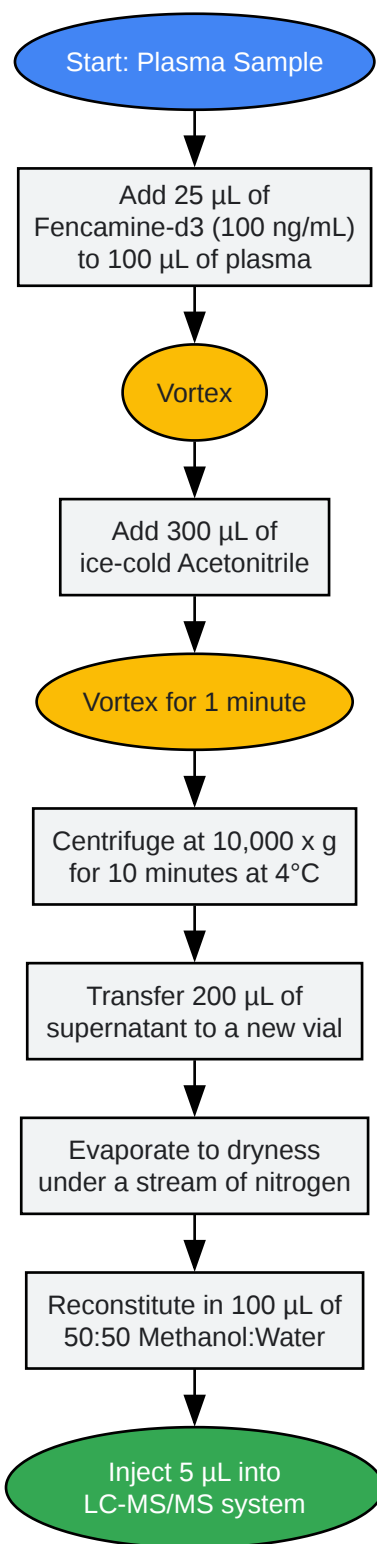 Start: Plasma Sample
Add 25 µL of
Fencamine-d3 (100 ng/mL)
to 100 µL of plasma
Vortex
Add 300 µL of
ice-cold Acetonitrile
Vortex for 1 minute
Centrifuge at 10,000 x g
for 10 minutes at 4°C
Transfer 200 µL of
supernatant to a new vial
Evaporate to dryness
under a stream of nitrogen
Reconstitute in 100 µL of
50:50 Methanol:Water
Inject 5 µL into
LC-MS/MS system